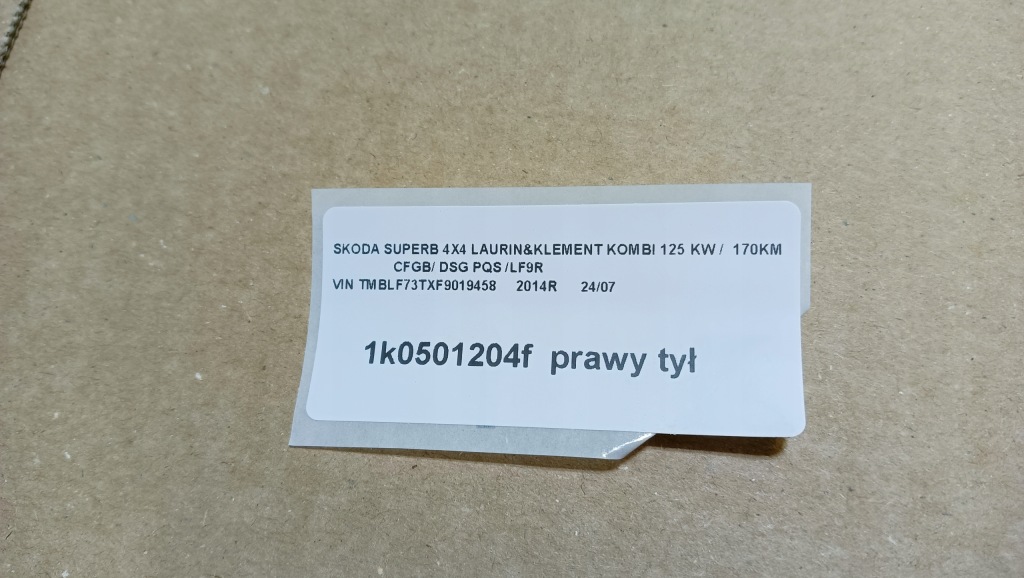 SKODA SUPERB 4X4 LAURIN&KLEMENT KOMBI 125 KW / 170KM
CFGB/ DSG PQS /LF9R
VIN TMBLF73TXF9019458 2014R 24/07
1k0501204f prawy tył